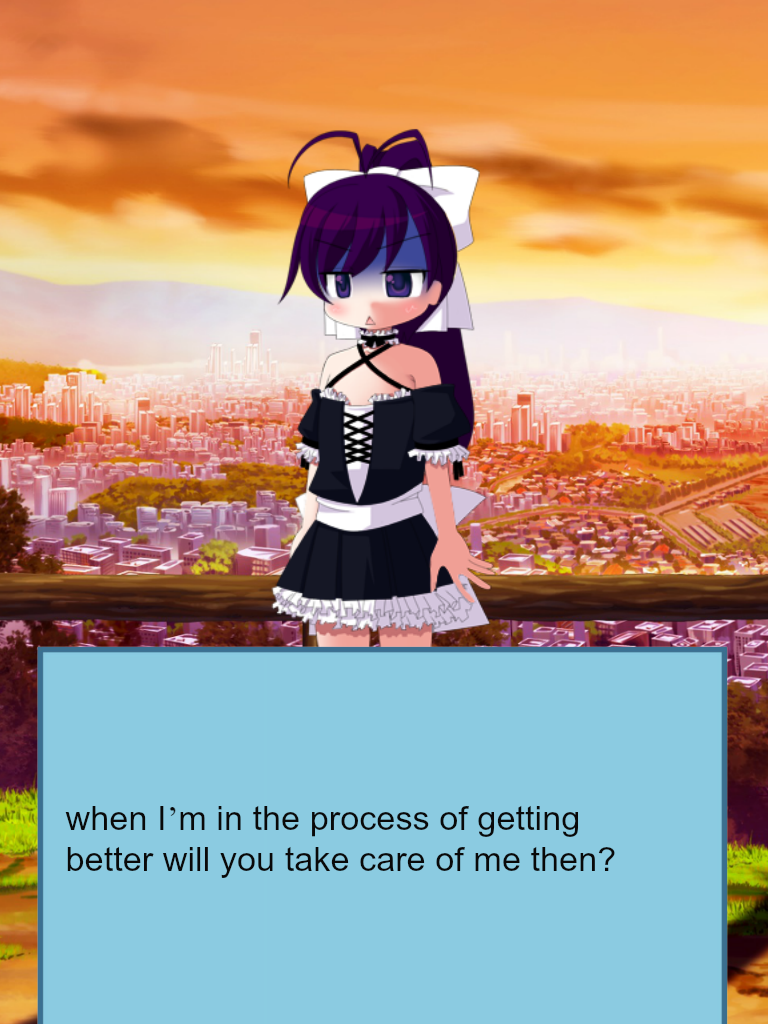 when I’m in the process of getting
better will you take care of me then?